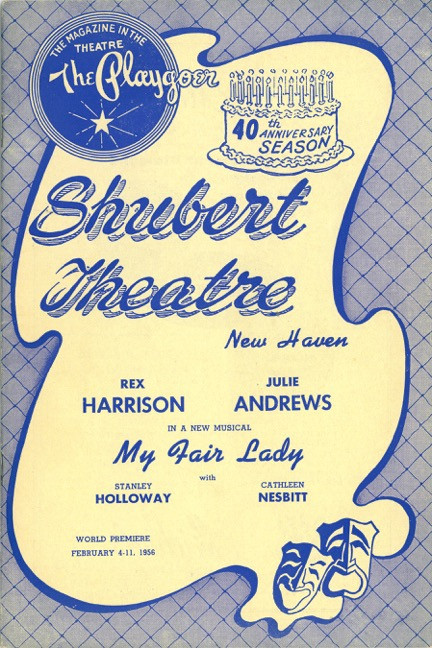 THE MAGAZINE IN THE
THEATRE
The Playgoer
40th
ANNIVERSARY
SEASON
Shubert
Theatre
New Haven
REX JULIE
HARRISON ANDREWS
IN A NEW MUSICAL
My Fair Lady
with
STANLEY CATHLEEN
HOLLOWAY NESBITT
WORLD PREMIERE
FEBRUARY 4-11, 1956